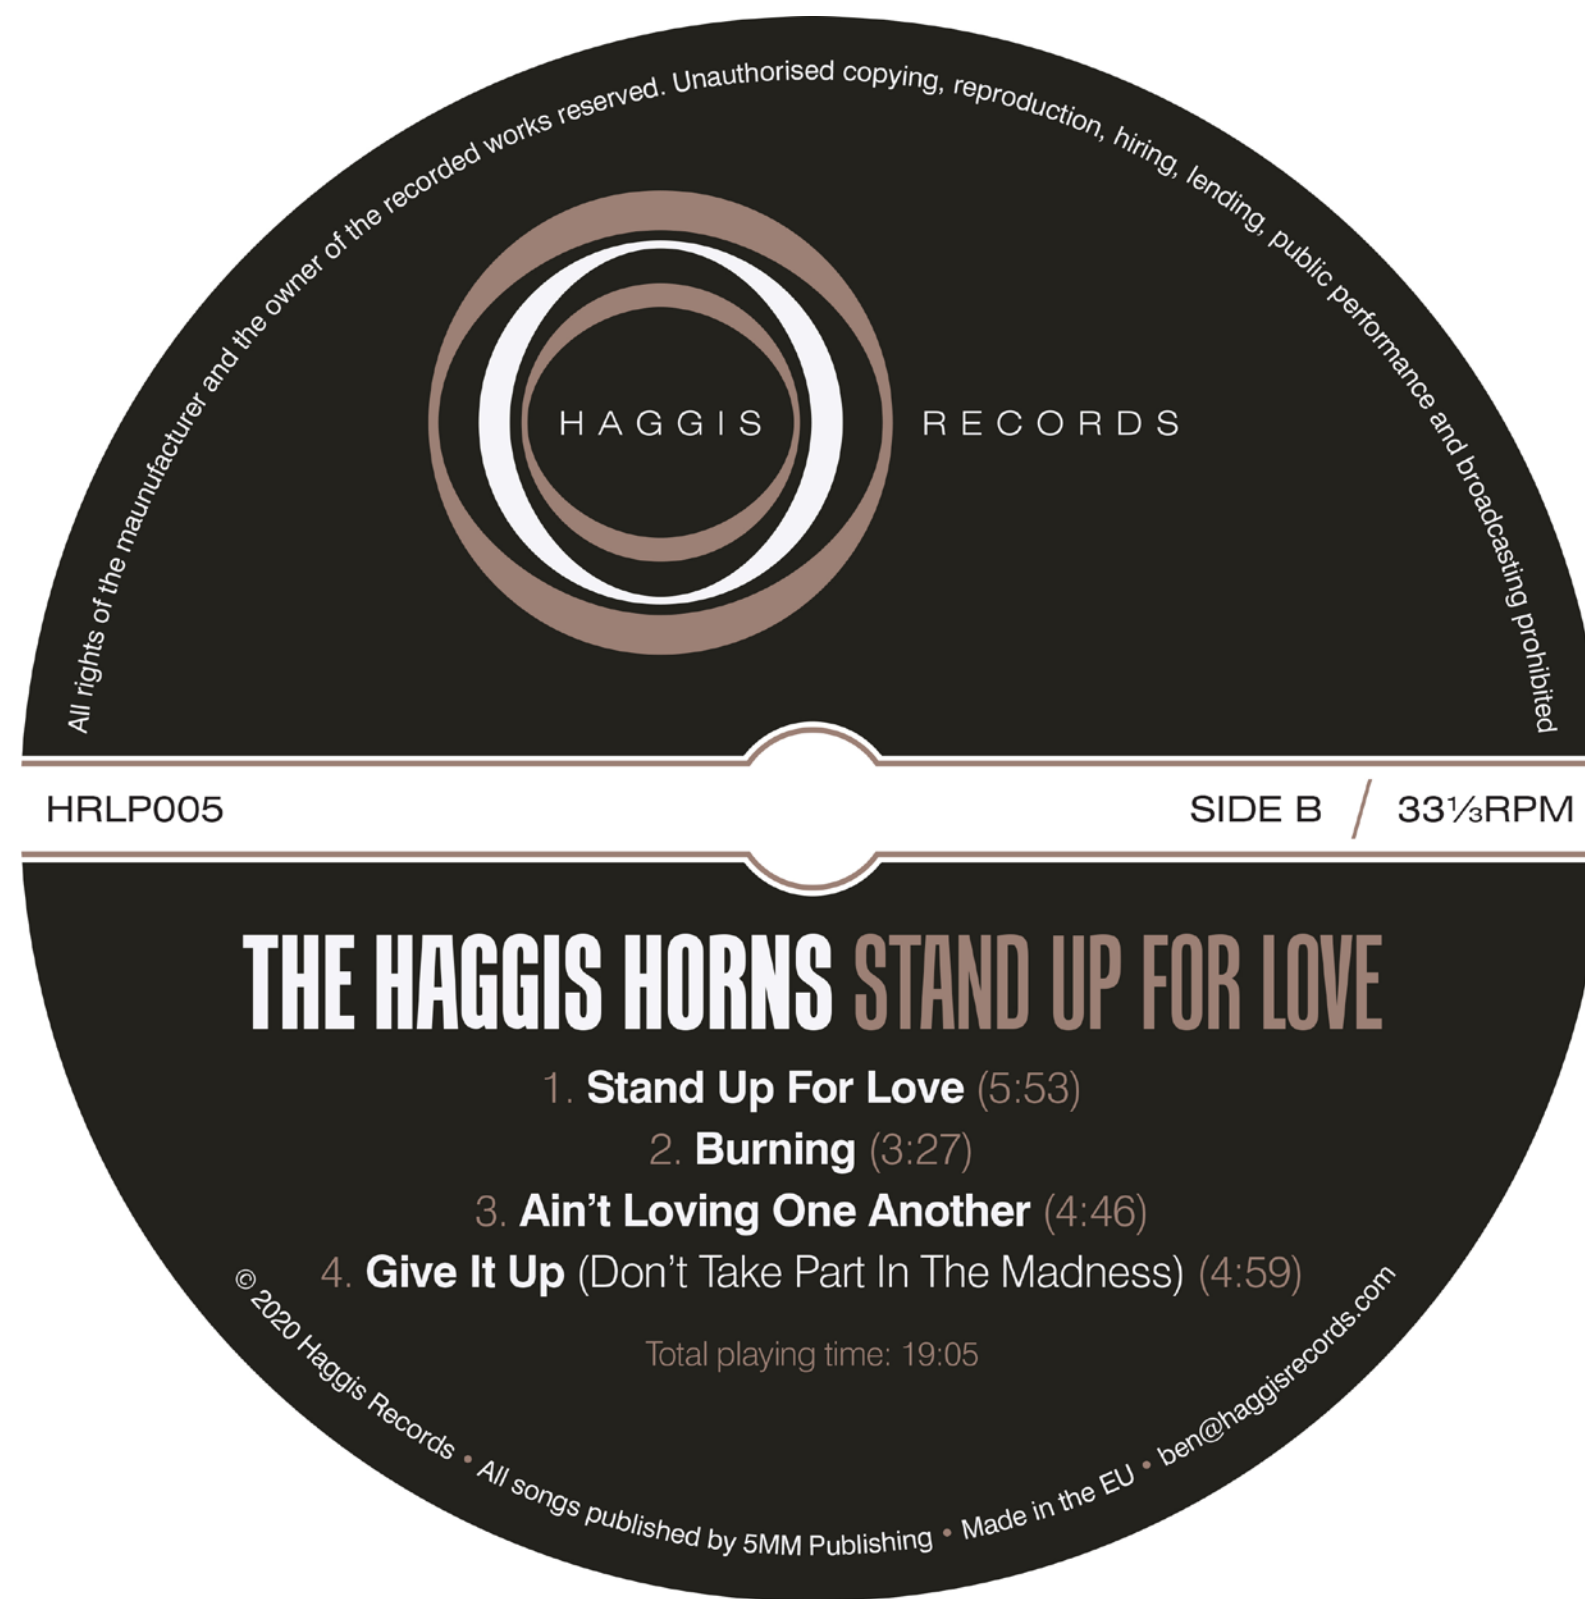 All rights of the maunufacturer and the owner of the recorded works reserved. Unauthorised copying, reproduction, hiring, lending, public performance and broadcasting prohibited
HAGGIS RECORDS
HRLP005 SIDE B / 33⅓RPM
THE HAGGIS HORNS STAND UP FOR LOVE
1. Stand Up For Love (5:53)
2. Burning (3:27)
3. Ain’t Loving One Another (4:46)
4. Give It Up (Don’t Take Part In The Madness) (4:59)
Total playing time: 19:05
© 2020 Haggis Records • All songs published by 5MM Publishing • Made in the EU • ben@haggisrecords.com